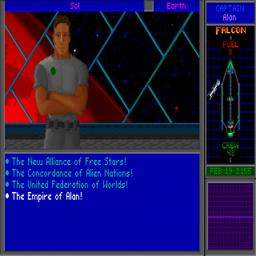 Sol Earth
CAPTAIN
Alan
FALCON
FUEL
CREW
43
FEB 19·2155
The New Alliance of Free Stars!
The Concordance of Alien Nations!
The United Federation of Worlds!
The Empire of Alan!